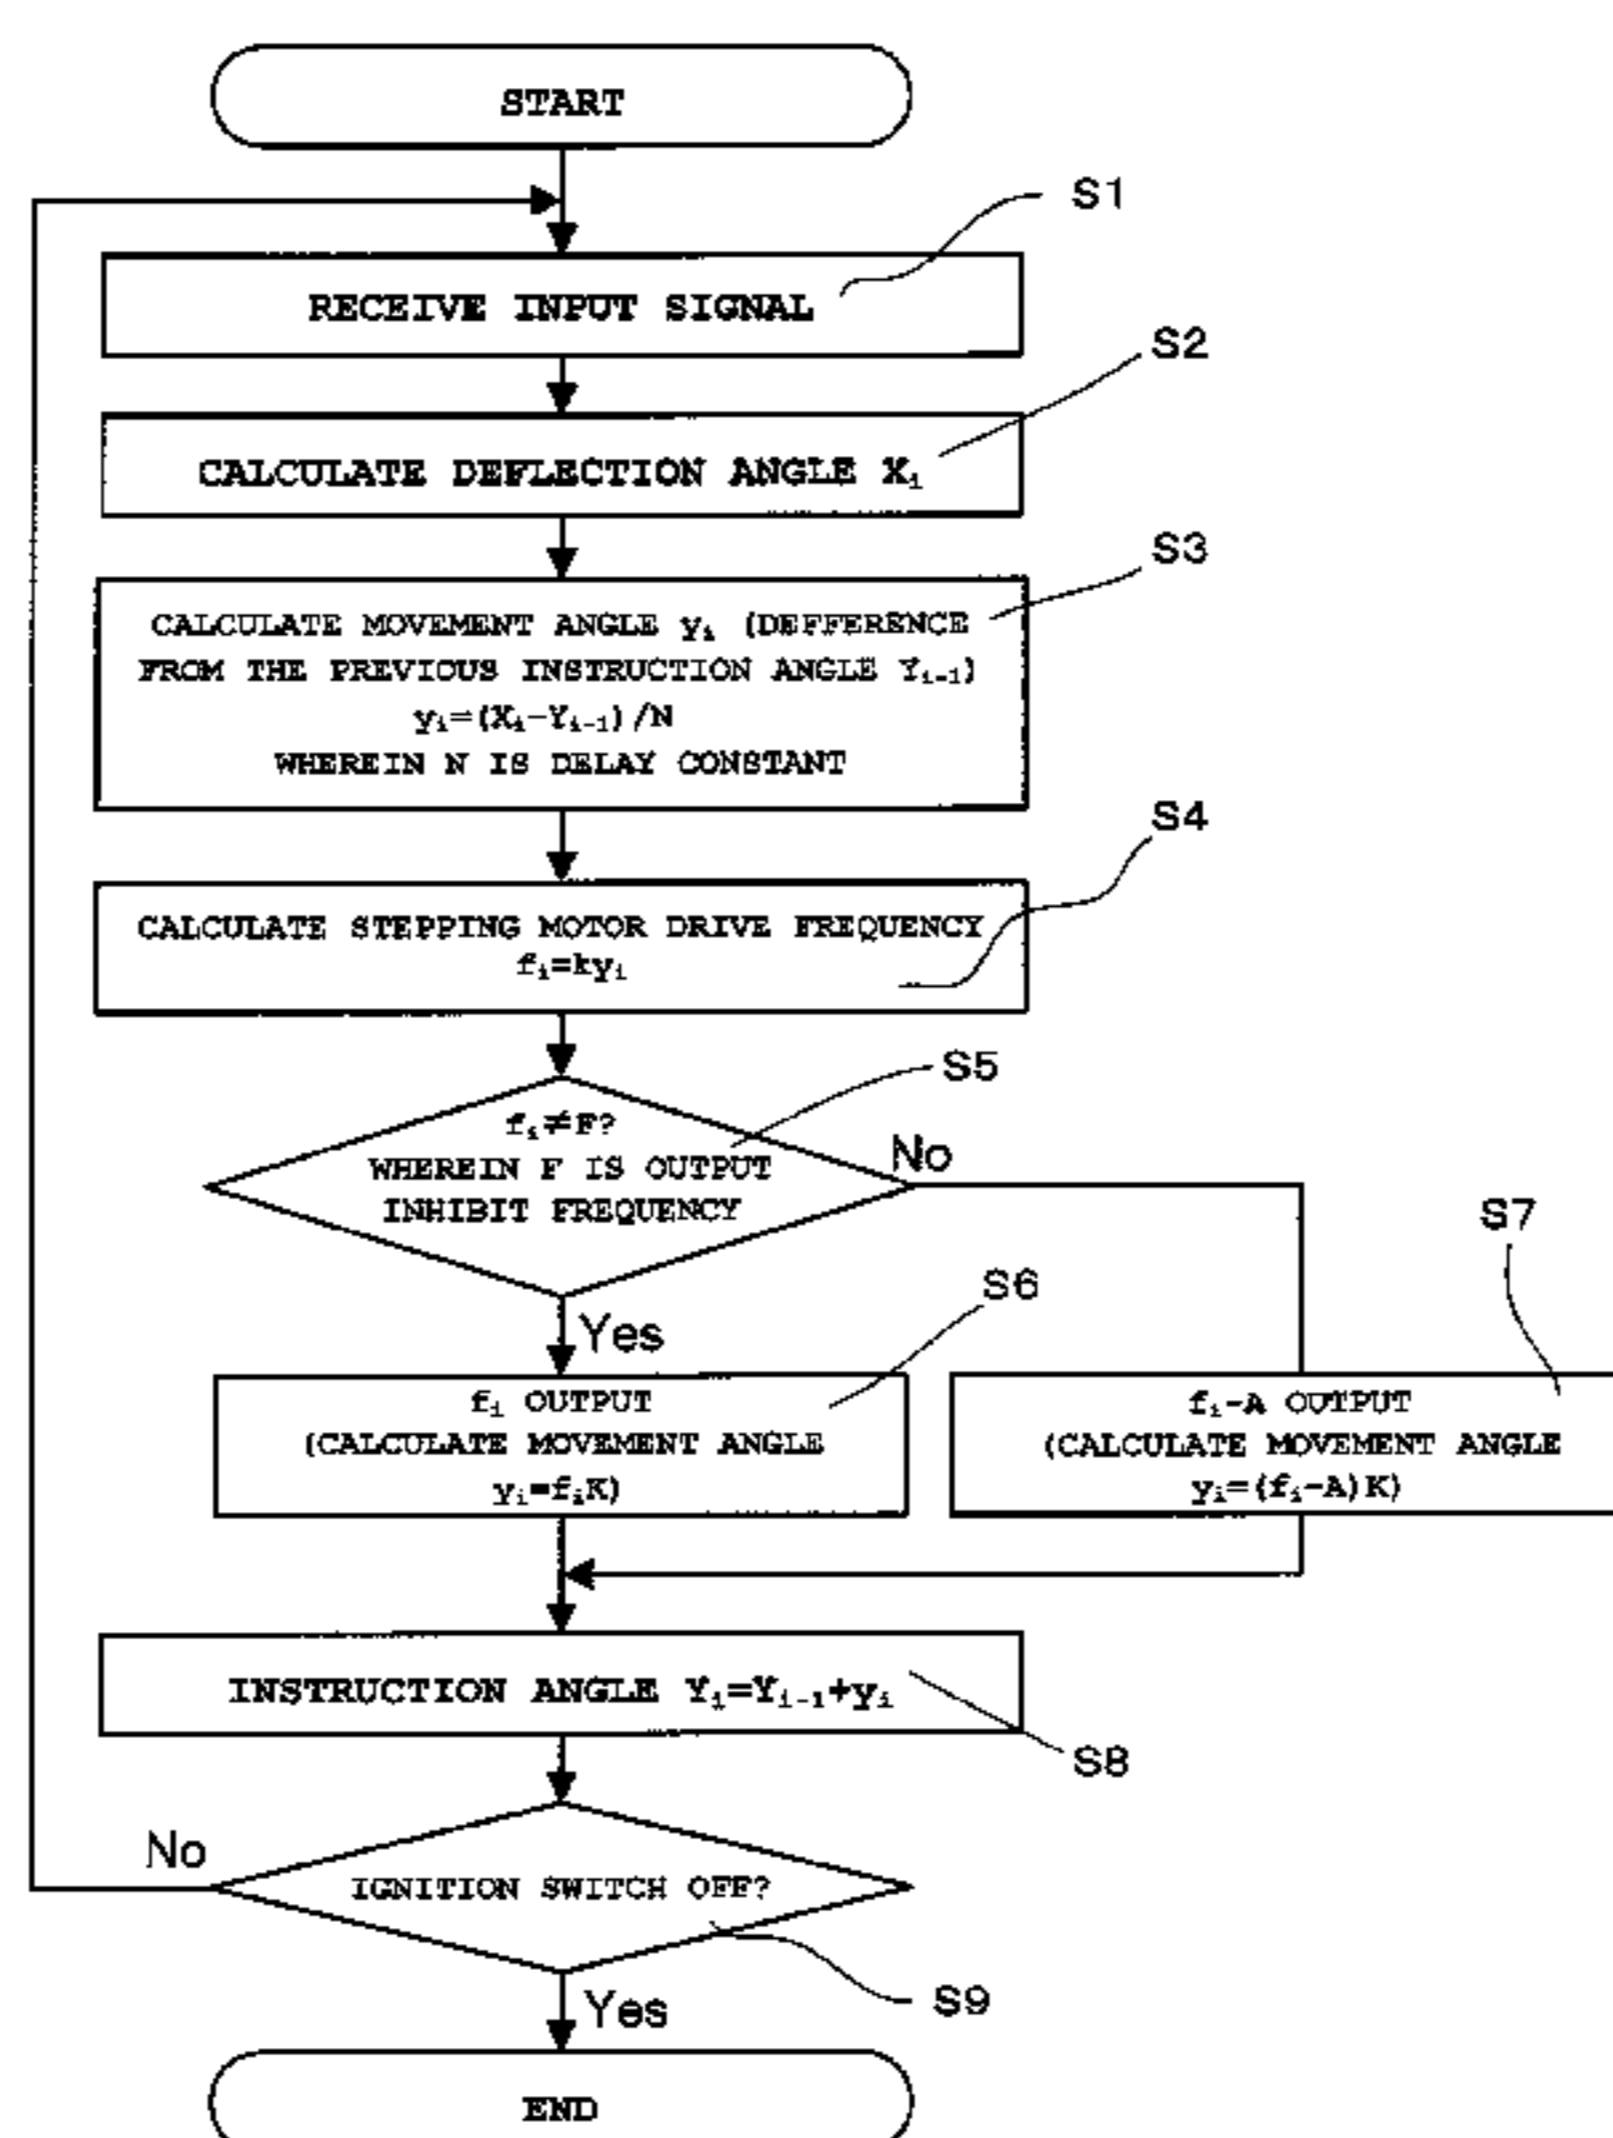 START
S1
RECEIVE INPUT SIGNAL
S2
CALCULATE DEFLECTION ANGLE Xᵢ
S3
CALCULATE MOVEMENT ANGLE yᵢ (DEFFERENCE
FROM THE PREVIOUS INSTRUCTION ANGLE Yᵢ₋₁)
yᵢ=(Xᵢ-Yᵢ₋₁)/N
WHEREIN N IS DELAY CONSTANT
S4
CALCULATE STEPPING MOTOR DRIVE FREQUENCY
fᵢ=kyᵢ
S5
fᵢ≠F?
WHEREIN F IS OUTPUT
INHIBIT FREQUENCY
No
Yes
S6
fᵢ OUTPUT
(CALCULATE MOVEMENT ANGLE
yᵢ=fᵢK)
S7
fᵢ-A OUTPUT
(CALCULATE MOVEMENT ANGLE
yᵢ=(fᵢ-A)K)
INSTRUCTION ANGLE Yᵢ=Yᵢ₋₁+yᵢ
S8
No
IGNITION SWITCH OFF?
S9
Yes
END